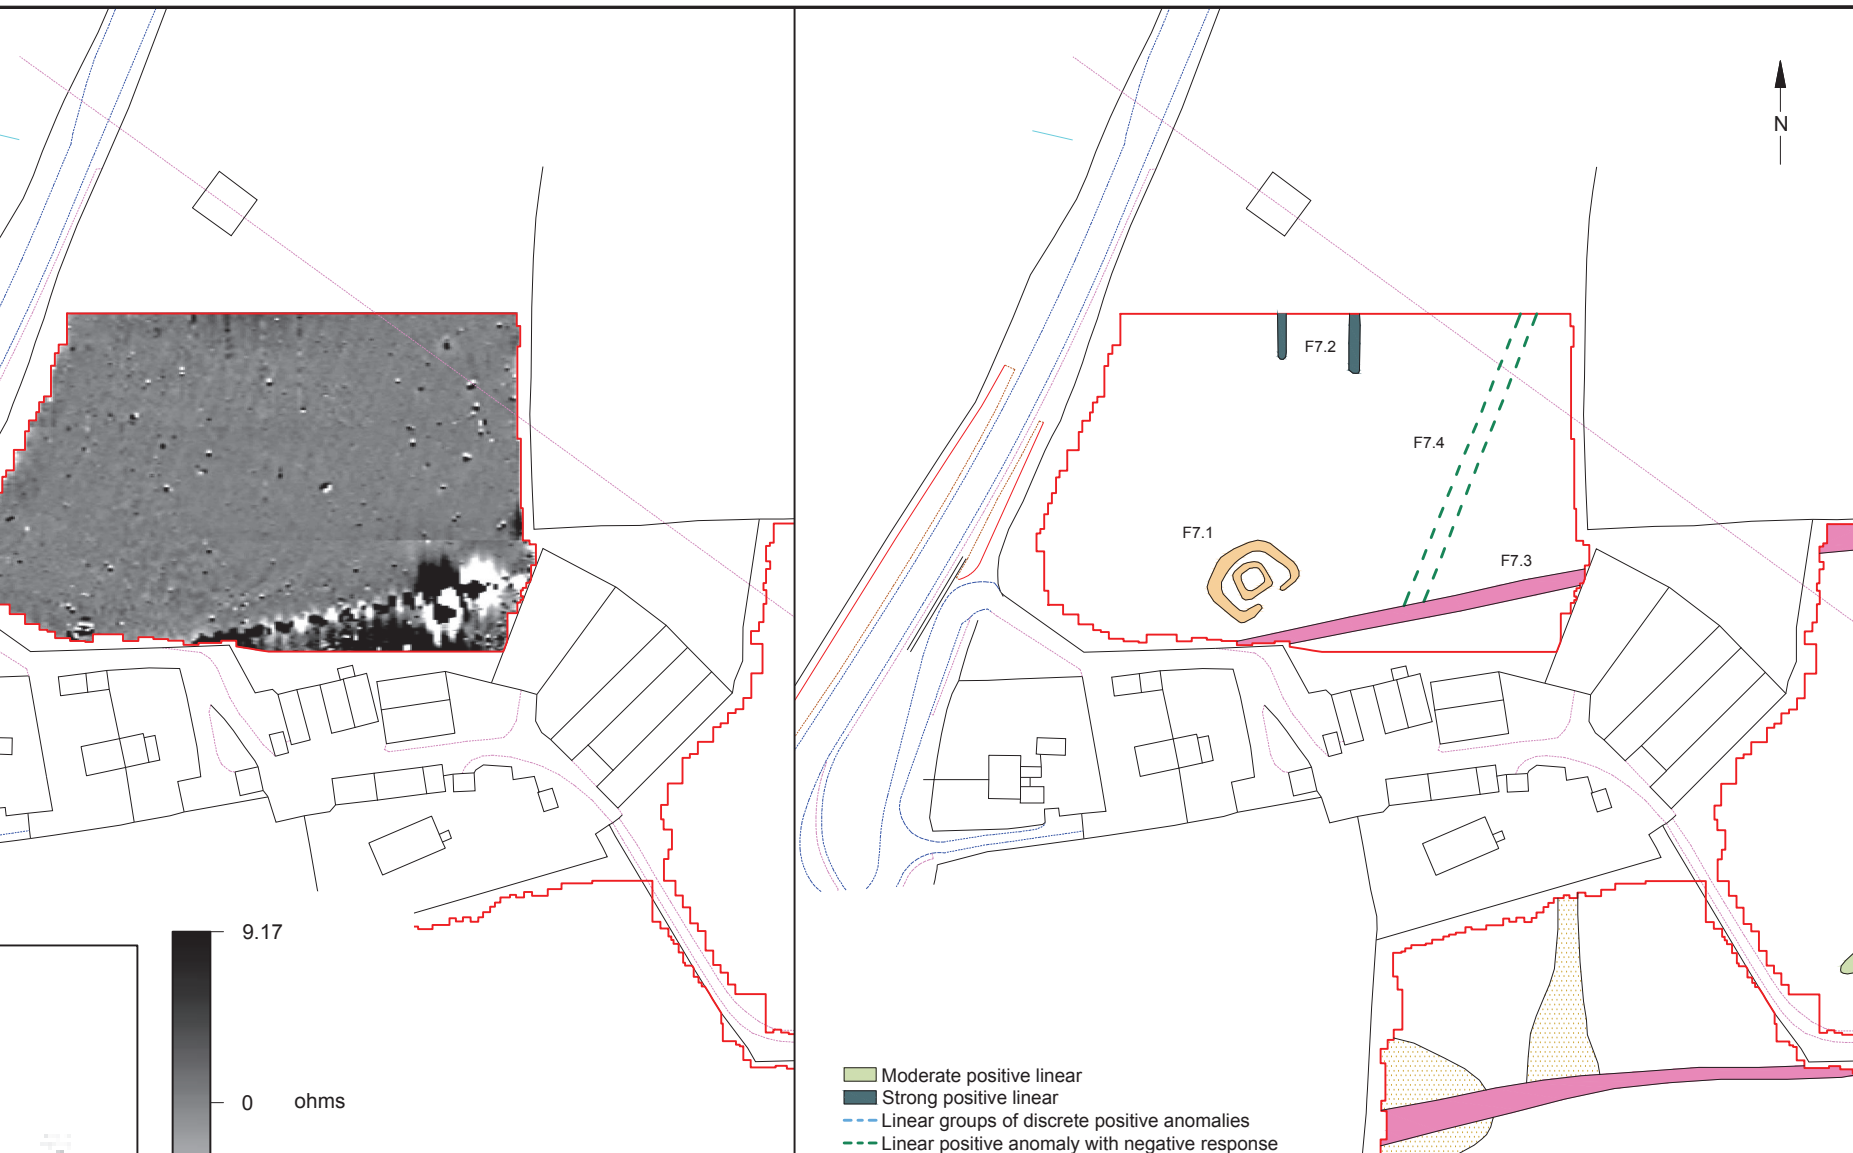 N
F7.2
F7.4
F7.1
F7.3
9.17
0 ohms
Moderate positive linear
Strong positive linear
Linear groups of discrete positive anomalies
Linear positive anomaly with negative response